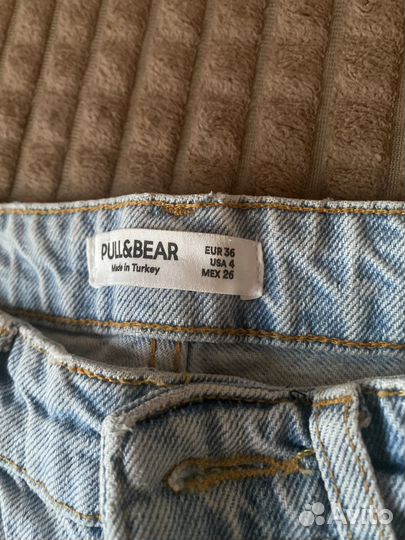 PULL&BEAR
Made in Turkey
EUR 36
USA 4
MEX 26
Avito